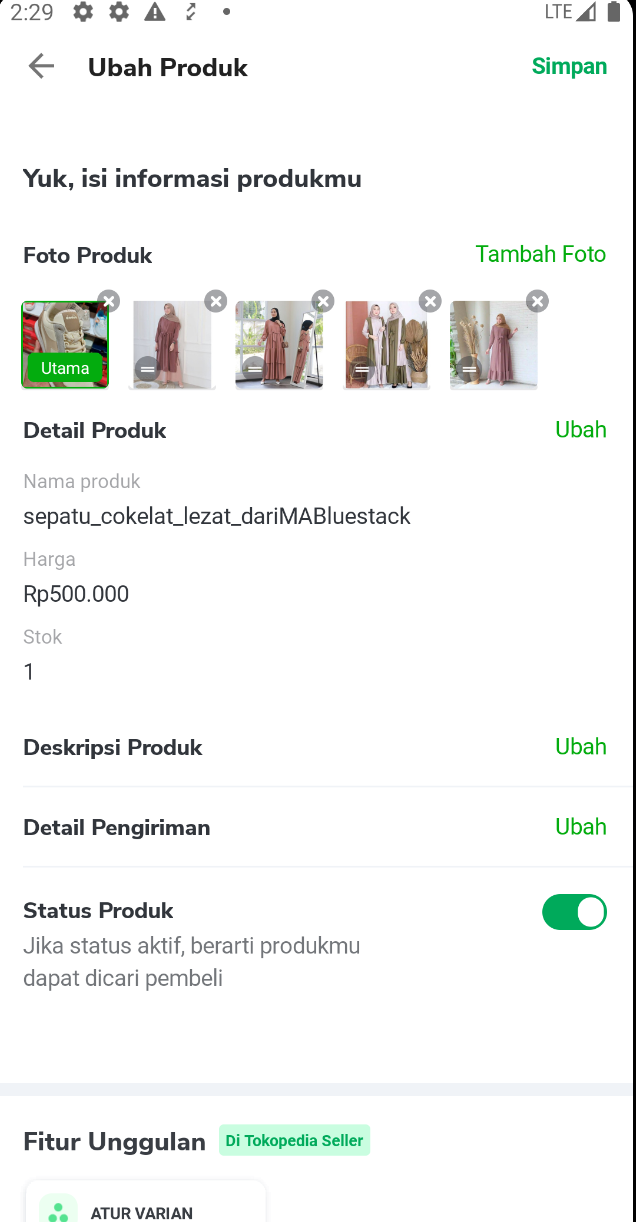 2:29
LTE
Ubah Produk
Simpan
Yuk, isi informasi produkmu
Foto Produk
Tambah Foto
Utama
Detail Produk
Ubah
Nama produk
sepatu_cokelat_lezat_dariMABluestack
Harga
Rp500.000
Stok
1
Deskripsi Produk
Ubah
Detail Pengiriman
Ubah
Status Produk
Jika status aktif, berarti produkmu
dapat dicari pembeli
Fitur Unggulan
Di Tokopedia Seller
ATUR VARIAN